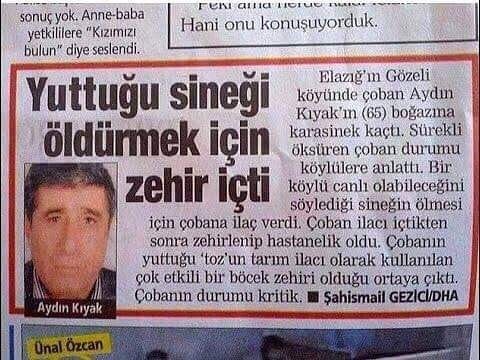 sonuç yok. Anne-baba
yetkililere "Kızımızı
bulun" diye seslendi.
Hani onu konuşuyorduk.
Yuttuğu sineği
öldürmek için
zehir içti
Aydın Kıyak
Elazığ'ın Gözeli
köyünde çoban Aydın
Kıyak'ın (65) boğazına
karasinek kaçtı. Sürekli
öksüren çoban durumu
köylülere anlattı. Bir
köylü canlı olabileceğini
söylediği sineğin ölmesi
için çobana ilaç verdi. Çoban ilacı içtikten
sonra zehirlenip hastanelik oldu. Çobanın
yuttuğu 'toz'un tarım ilacı olarak kullanılan
çok etkili bir böcek zehiri olduğu ortaya çıktı.
Çobanın durumu kritik. ■ Şahismail GEZİCİ/DHA
Ünal Özcan